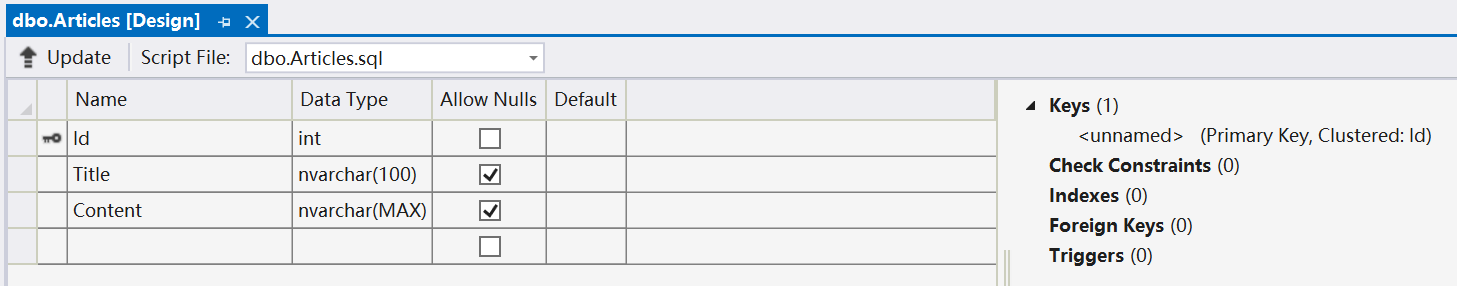 dbo.Articles [Design]
Update Script File: dbo.Articles.sql
Name Data Type Allow Nulls Default
Id int
Title nvarchar(100)
Content nvarchar(MAX)
Keys (1)
<unnamed> (Primary Key, Clustered: Id)
Check Constraints (0)
Indexes (0)
Foreign Keys (0)
Triggers (0)